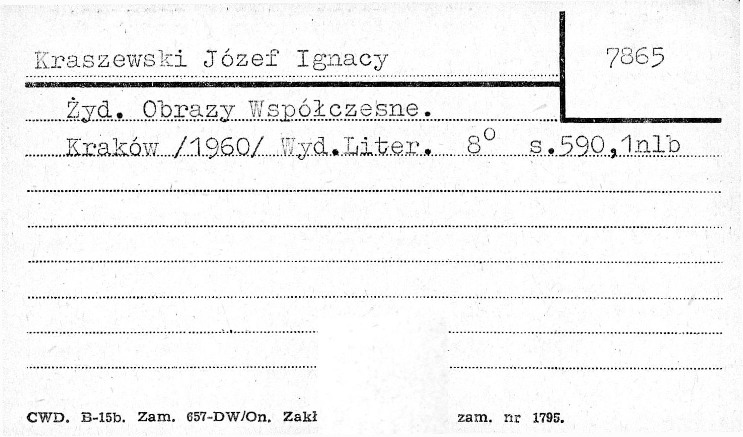 Kraszewski Józef Ignacy
7865
Żyd. Obrazy Współczesne.
Kraków /1960/ Wyd.Liter. 8° s.590,1nlb
CWD. B-15b. Zam. 657-DW/On. Zakł zam. nr 1795.